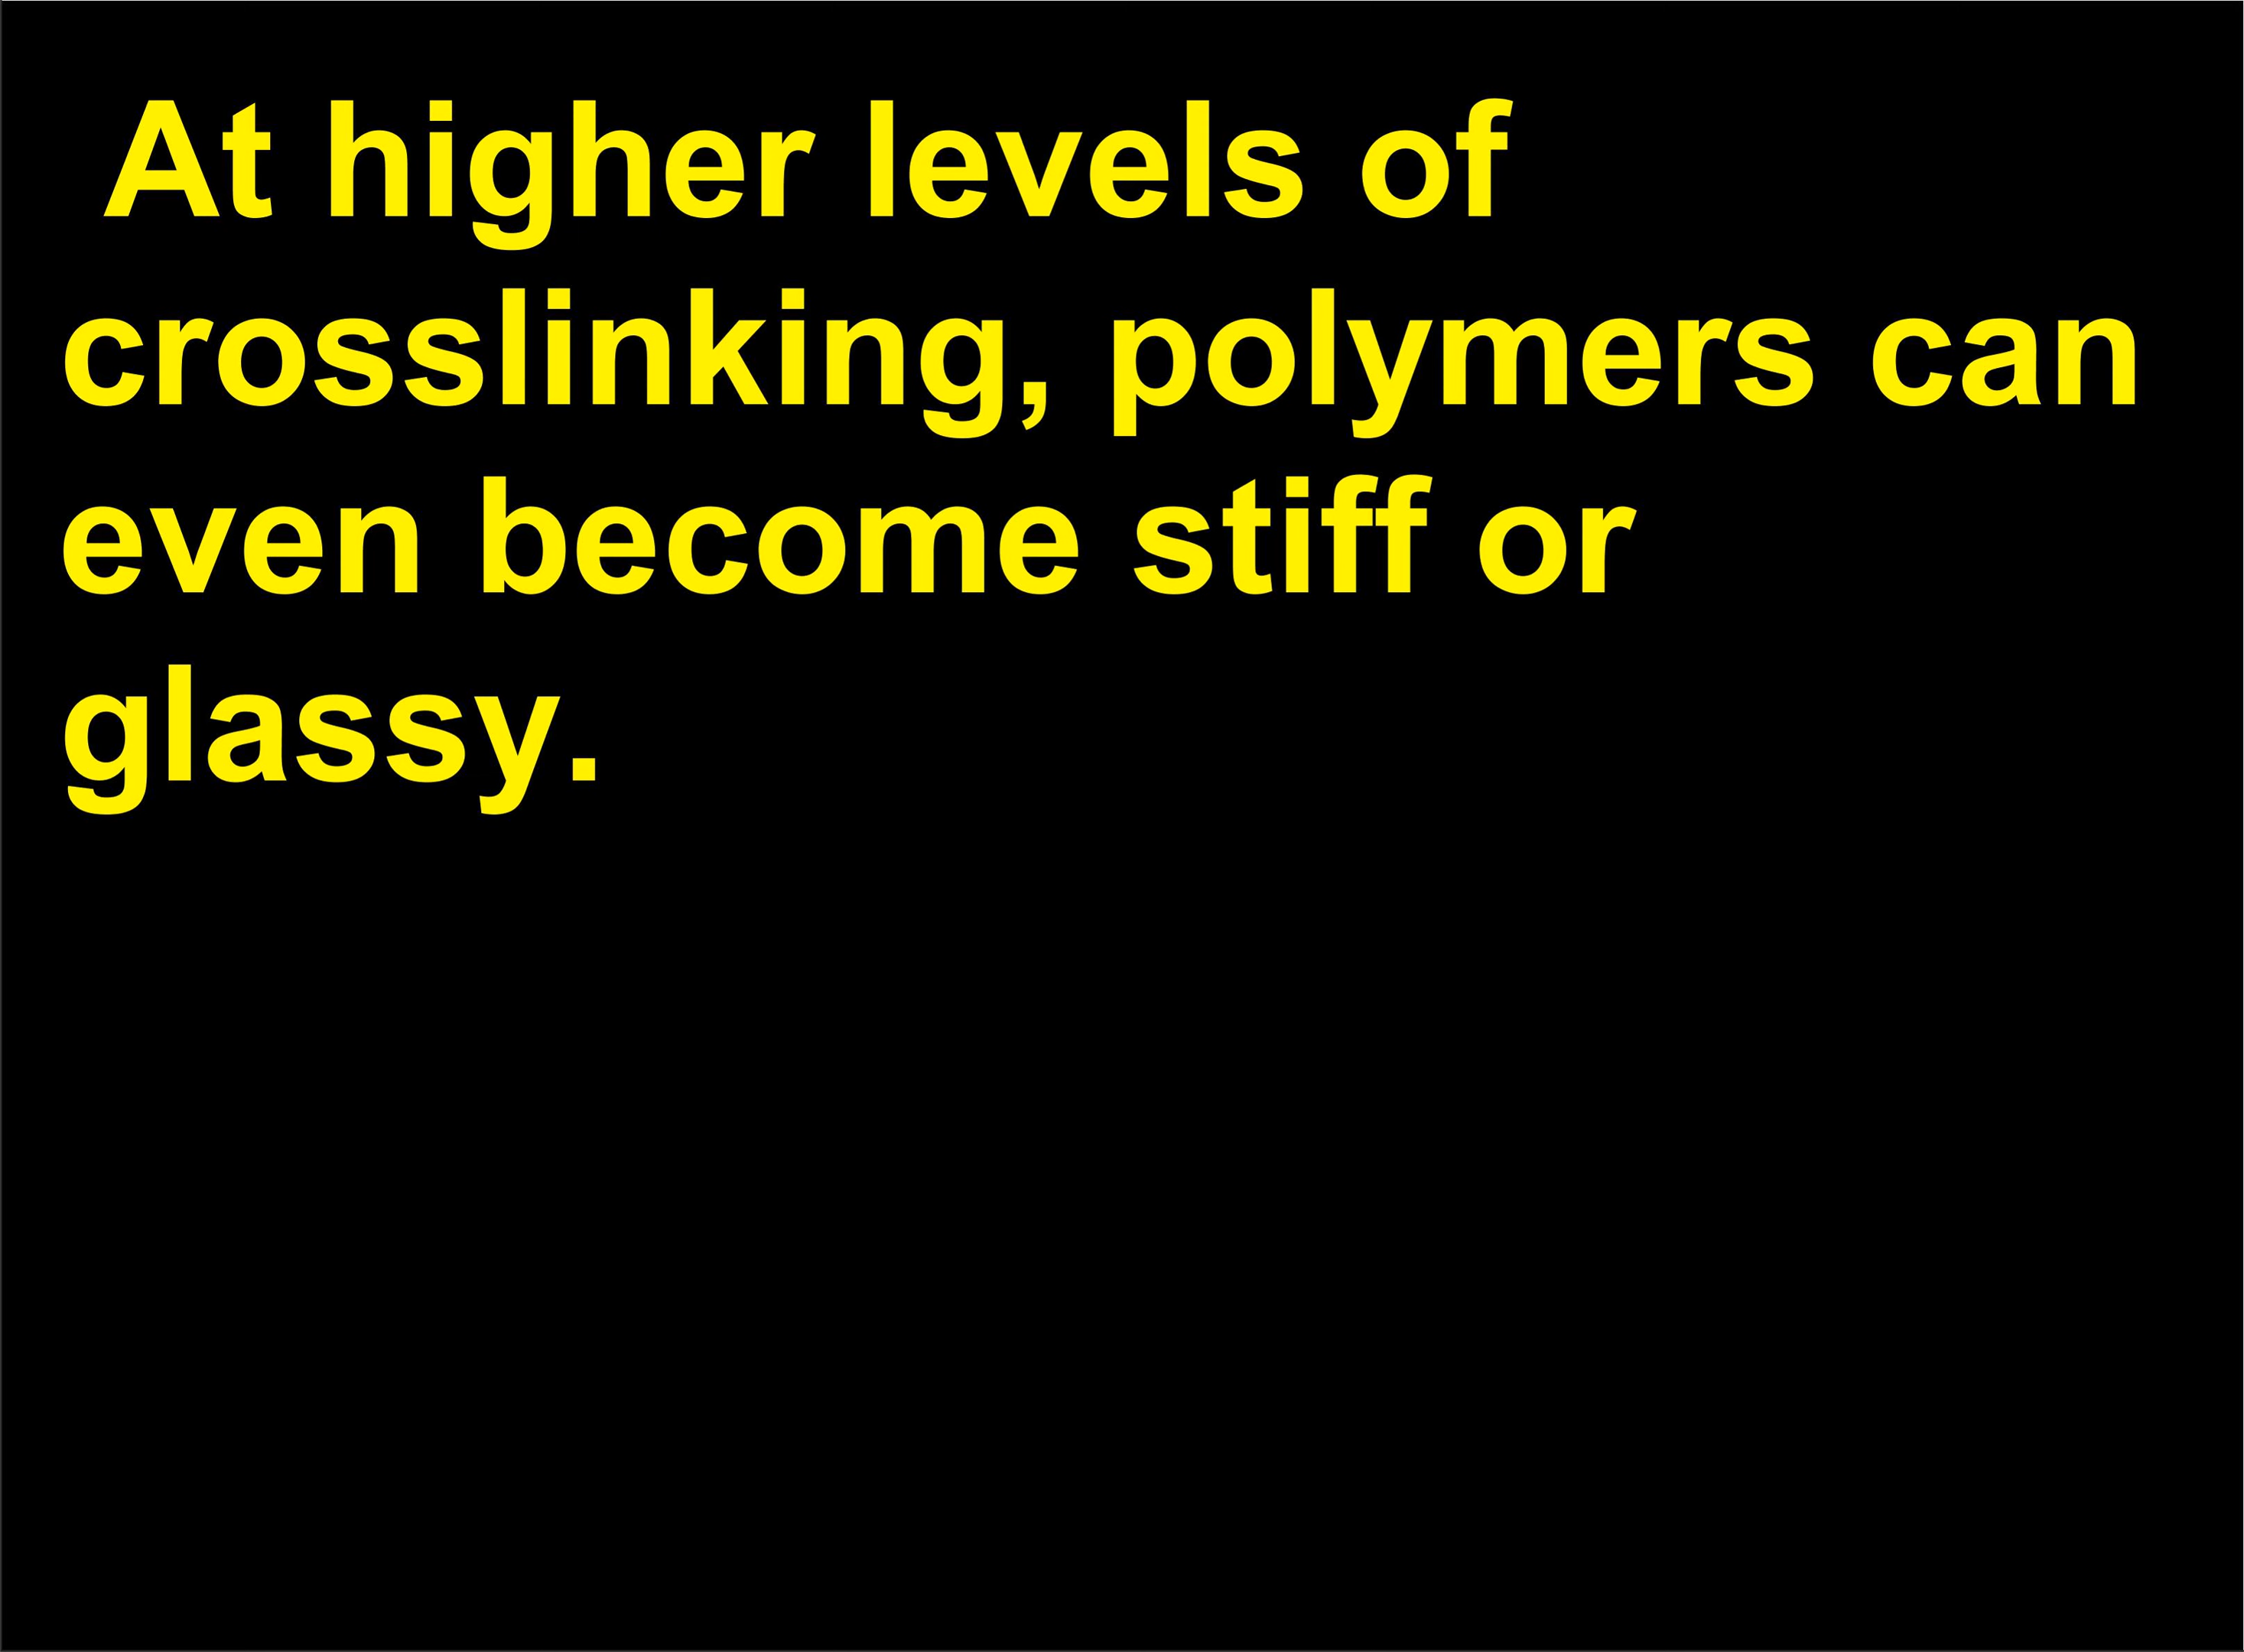 At higher levels of
crosslinking, polymers can
even become stiff or
glassy.